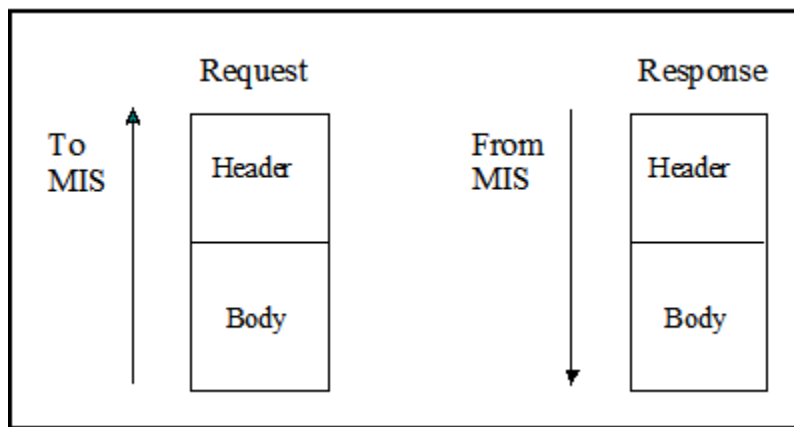 Request
To
MIS
Header
Body
Response
From
MIS
Header
Body